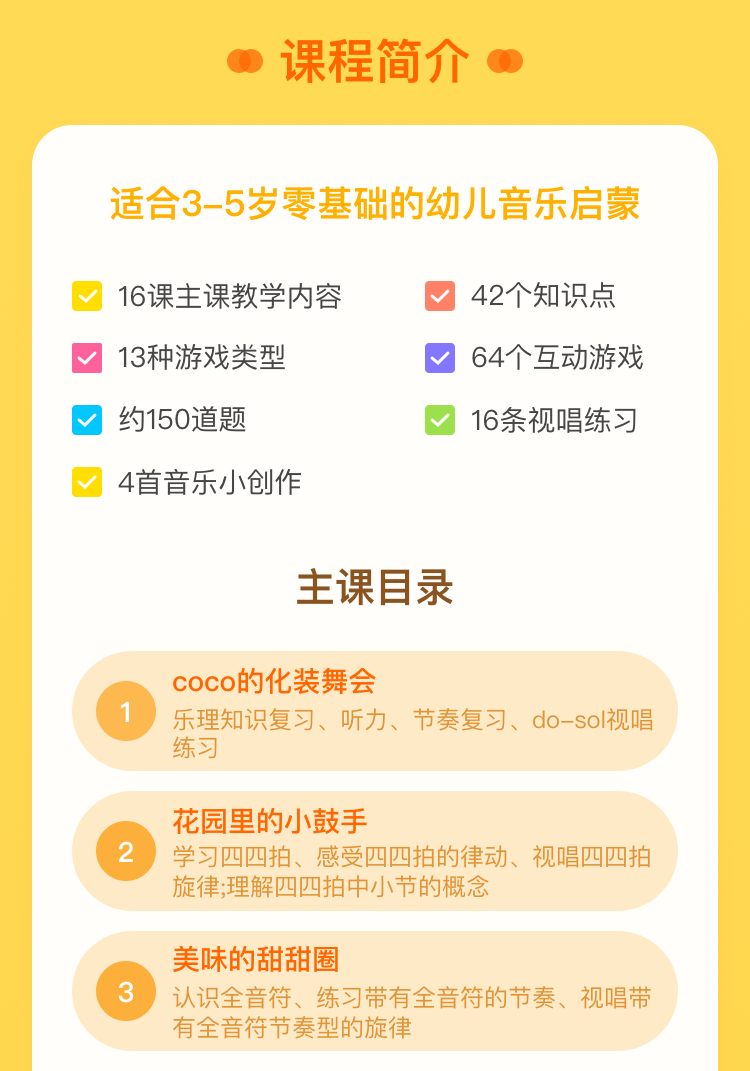 课程简介
适合3-5岁零基础的幼儿音乐启蒙
16课主课教学内容
42个知识点
13种游戏类型
64个互动游戏
约150道题
16条视唱练习
4首音乐小创作
主课目录
1
coco的化装舞会
乐理知识复习、听力、节奏复习、do-sol视唱
练习
2
花园里的小鼓手
学习四四拍、感受四四拍的律动、视唱四四拍
旋律;理解四四拍中小节的概念
3
美味的甜甜圈
认识全音符、练习带有全音符的节奏、视唱带
有全音符节奏型的旋律